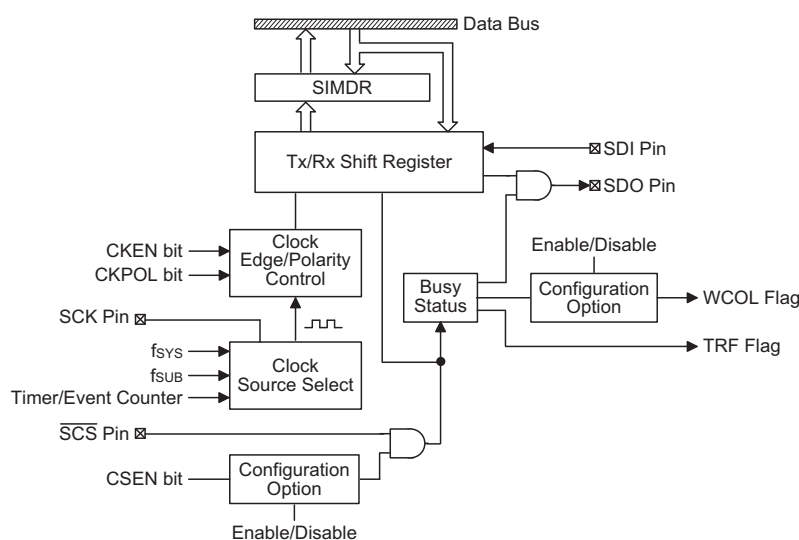 Data Bus
SIMDR
Tx/Rx Shift Register
SDI Pin
SDO Pin
CKEN bit
CKPOL bit
Clock
Edge/Polarity
Control
Enable/Disable
Busy
Status
Configuration
Option
WCOL Flag
TRF Flag
SCK Pin
fSYS
fSUB
Timer/Event Counter
Clock
Source Select
SCS Pin
CSEN bit
Configuration
Option
Enable/Disable